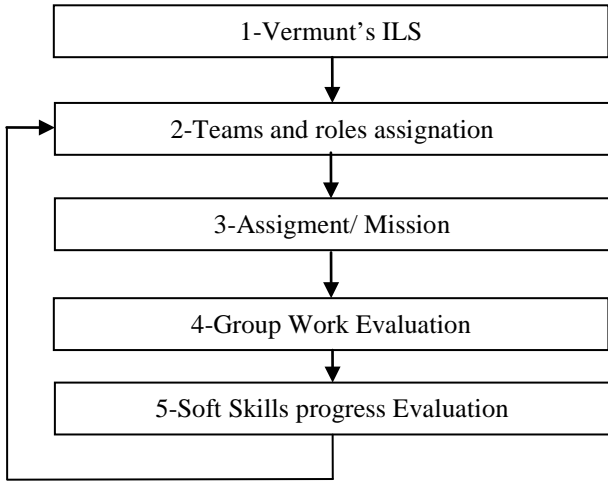 1-Vermunt's ILS
2-Teams and roles assignation
3-Assigment/ Mission
4-Group Work Evaluation
5-Soft Skills progress Evaluation